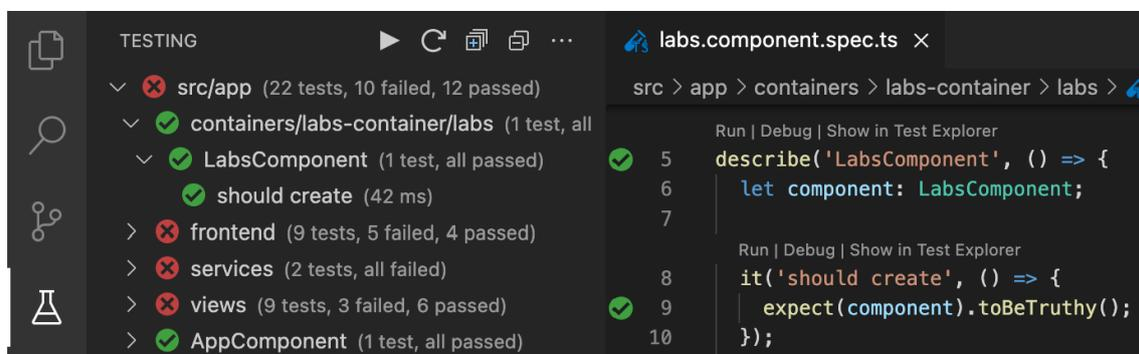 TESTING
src/app (22 tests, 10 failed, 12 passed)
containers/labs-container/labs (1 test, all
LabsComponent (1 test, all passed)
should create (42 ms)
frontend (9 tests, 5 failed, 4 passed)
services (2 tests, all failed)
views (9 tests, 3 failed, 6 passed)
AppComponent (1 test, all passed)
TS labs.component.spec.ts
src > app > containers > labs-container > labs >
Run | Debug | Show in Test Explorer
5 describe('LabsComponent', () => {
6 let component: LabsComponent;
7
Run | Debug | Show in Test Explorer
8 it('should create', () => {
9 expect(component).toBeTruthy();
10 });